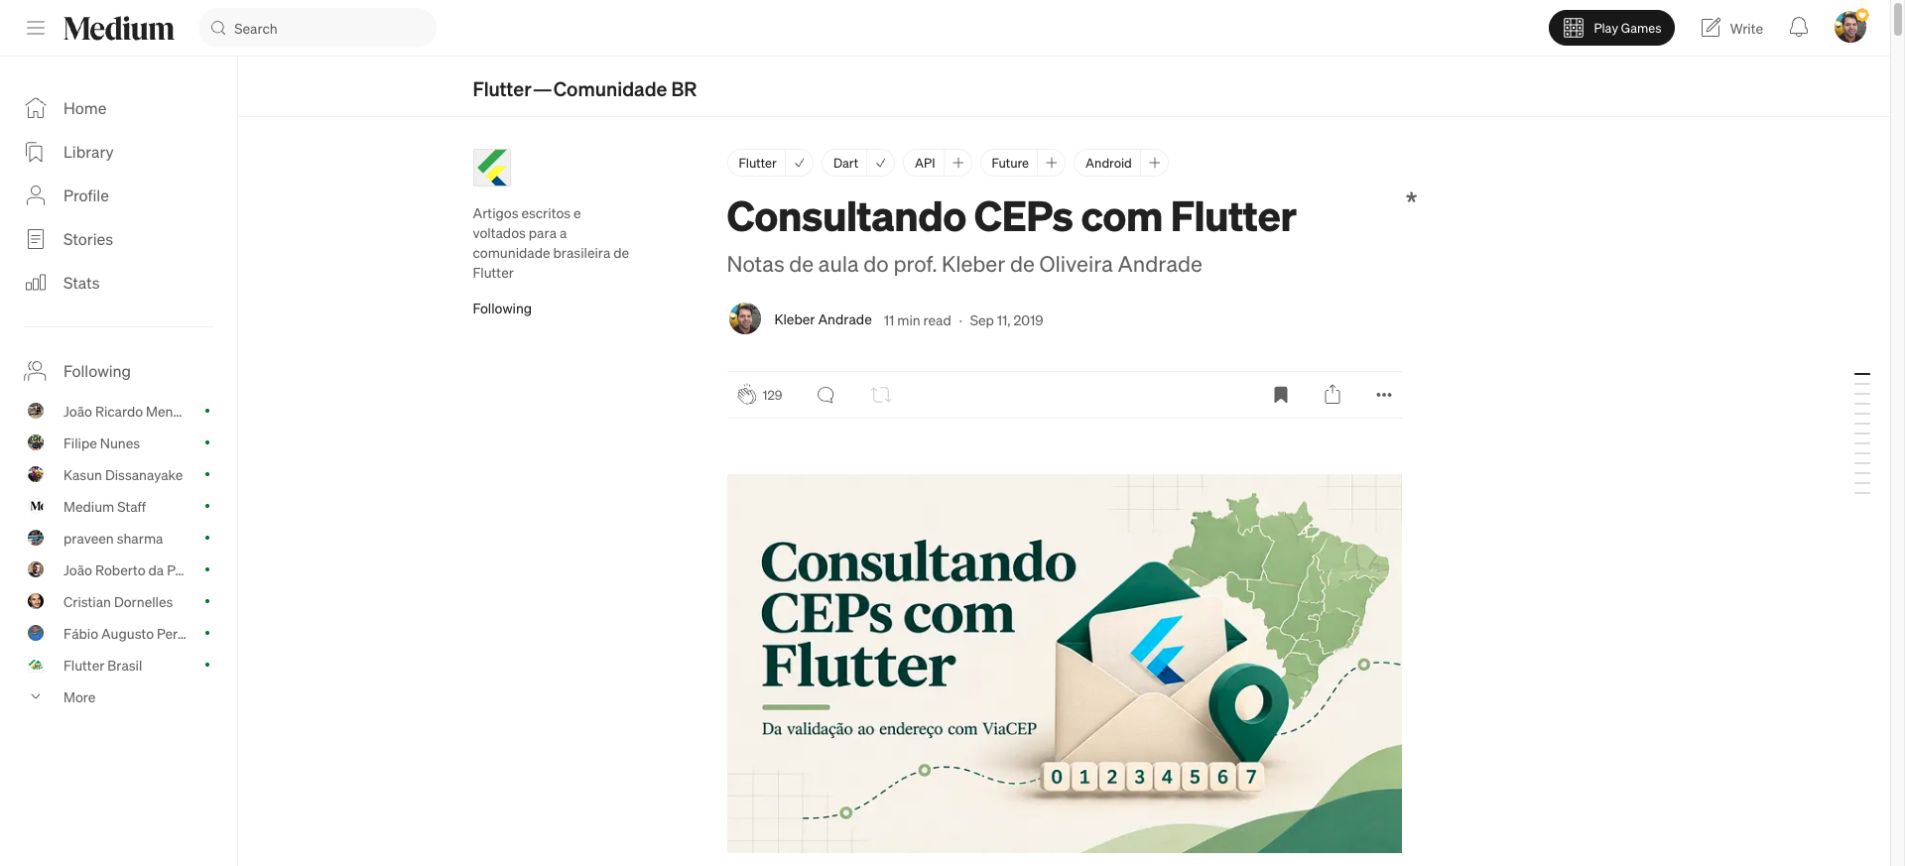 Medium
Search
Play Games
Write
Home
Library
Profile
Stories
Stats
Following
João Ricardo Men...
Filipe Nunes
Kasun Dissanayake
Medium Staff
praveen sharma
João Roberto da P...
Cristian Dornelles
Fábio Augusto Per...
Flutter Brasil
More
Flutter—Comunidade BR
Artigos escritos e
voltados para a
comunidade brasileira de
Flutter
Following
Flutter
Dart
API
Future
Android
Consultando CEPs com Flutter
*
Notas de aula do prof. Kleber de Oliveira Andrade
Kleber Andrade 11 min read · Sep 11, 2019
129
Consultando
CEPs com
Flutter
Da validação ao endereço com ViaCEP
0 1 2 3 4 5 6 7